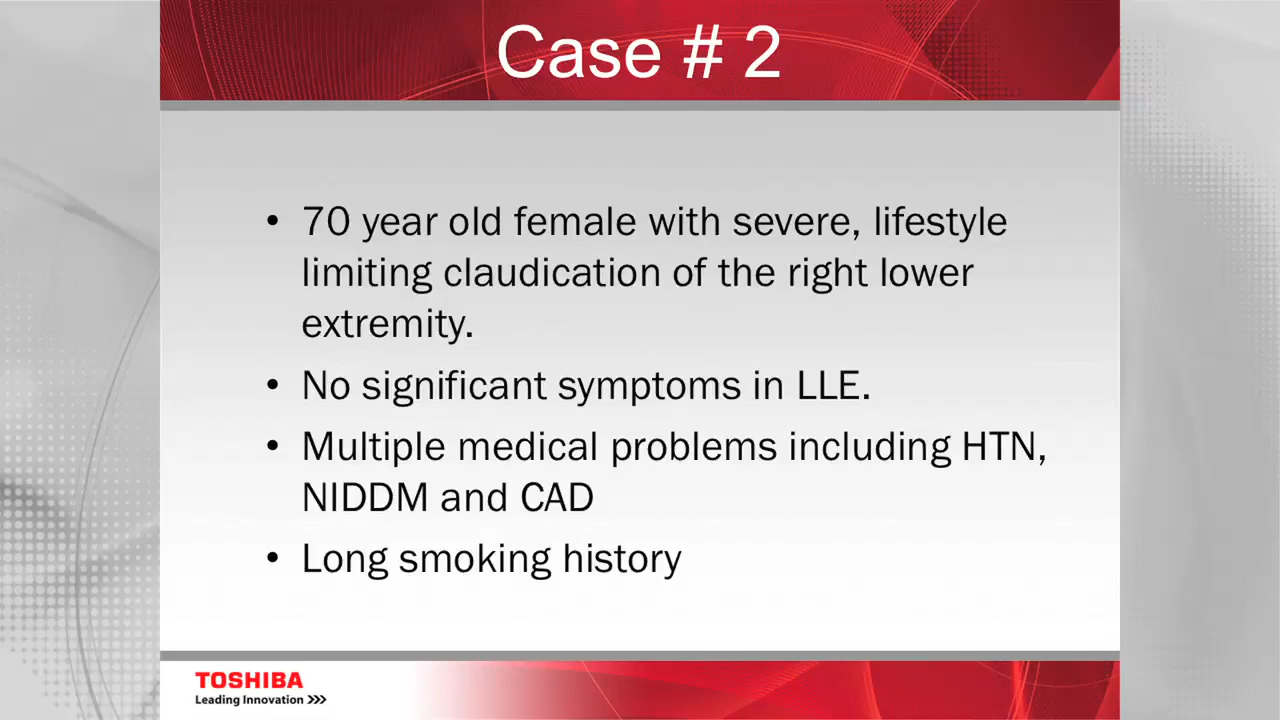 Case # 2
• 70 year old female with severe, lifestyle
limiting claudication of the right lower
extremity.
• No significant symptoms in LLE.
• Multiple medical problems including HTN,
NIDDM and CAD
• Long smoking history
TOSHIBA
Leading Innovation >>>